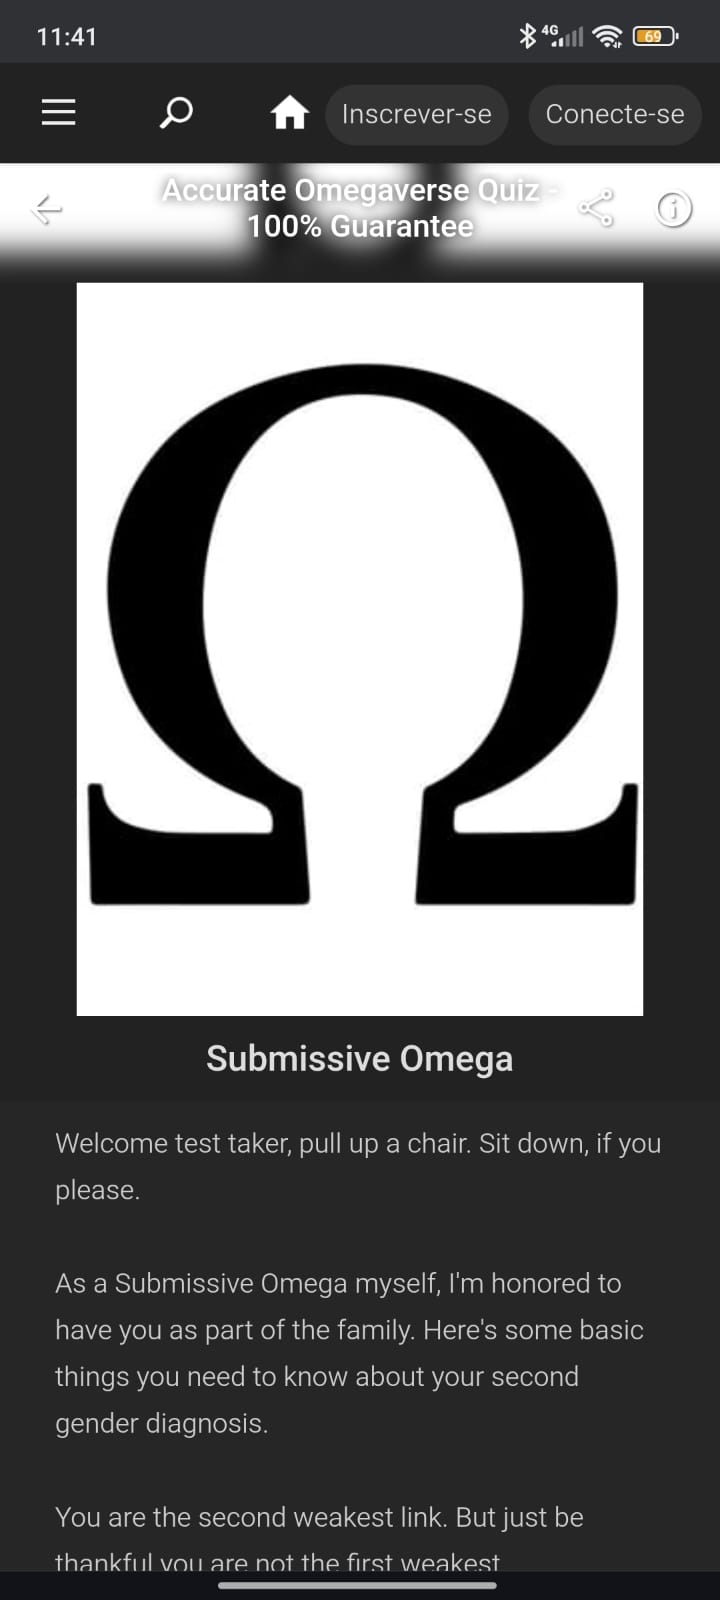 11:41
4G
69
Inscrever-se
Conecte-se
Accurate Omegaverse Quiz -
100% Guarantee
Ω
Submissive Omega
Welcome test taker, pull up a chair. Sit down, if you
please.
As a Submissive Omega myself, I'm honored to
have you as part of the family. Here's some basic
things you need to know about your second
gender diagnosis.
You are the second weakest link. But just be
thankful you are not the first weakest